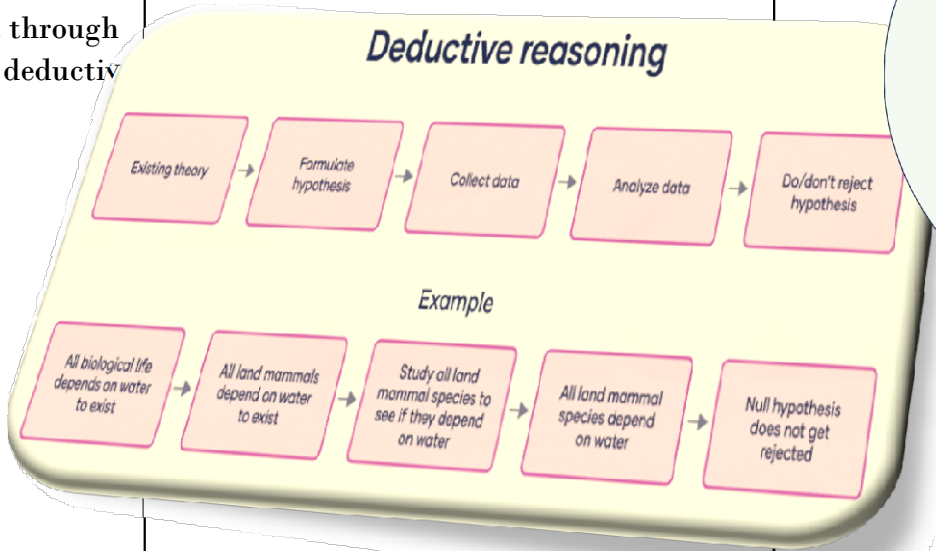 through
deductiv
Deductive reasoning
Existing theory
Formulate
hypothesis
Collect data
Analyze data
Do/don't reject
hypothesis
Example
All biological life
depends on water
to exist
All land mammals
depend on water
to exist
Study all land
mammal species to
see if they depend
on water
All land mammal
species depend
on water
Null hypothesis
does not get
rejected